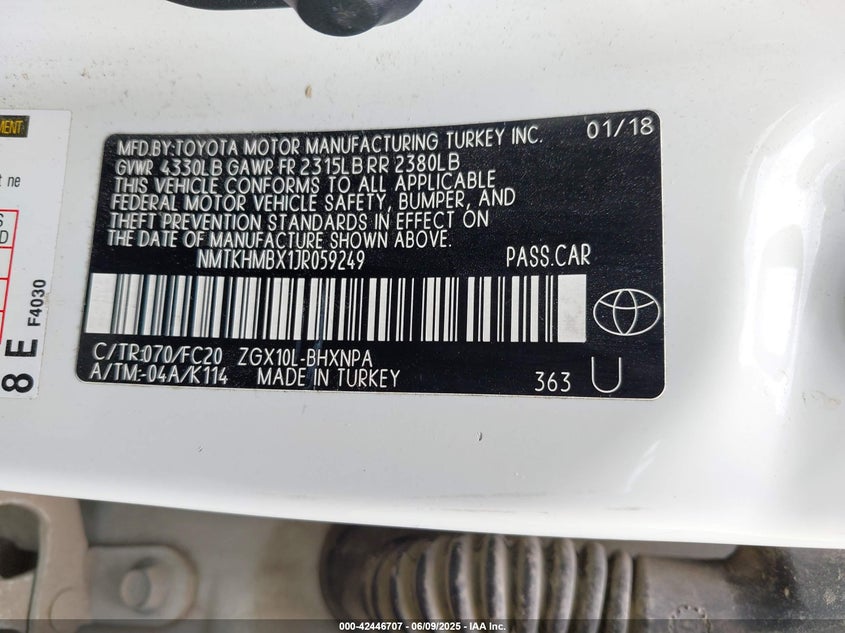 MENT
t ne
S
D
8 E
F4030
MFD.BY:TOYOTA MOTOR MANUFACTURING TURKEY INC. 01/18
GVWR 4330LB GAWR FR 2315LB RR 2380LB
THIS VEHICLE CONFORMS TO ALL APPLICABLE
FEDERAL MOTOR VEHICLE SAFETY, BUMPER, AND
THEFT PREVENTION STANDARDS IN EFFECT ON
THE DATE OF MANUFACTURE SHOWN ABOVE.
NMTKHMBX1JR059249 PASS.CAR
C/TR:070/FC20 ZGX10L-BHXNPA
A/TM:-04A/K114 MADE IN TURKEY 363 U
000-42446707 - 06/09/2025 - IAA Inc.